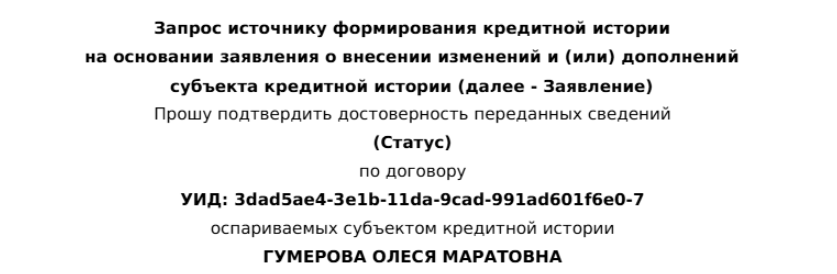 Запрос источнику формирования кредитной истории
на основании заявления о внесении изменений и (или) дополнений
субъекта кредитной истории (далее - Заявление)
Прошу подтвердить достоверность переданных сведений
(Статус)
по договору
УИД: 3dad5ae4-3e1b-11da-9cad-991ad601f6e0-7
оспариваемых субъектом кредитной истории
ГУМЕРОВА ОЛЕСЯ МАРАТОВНА